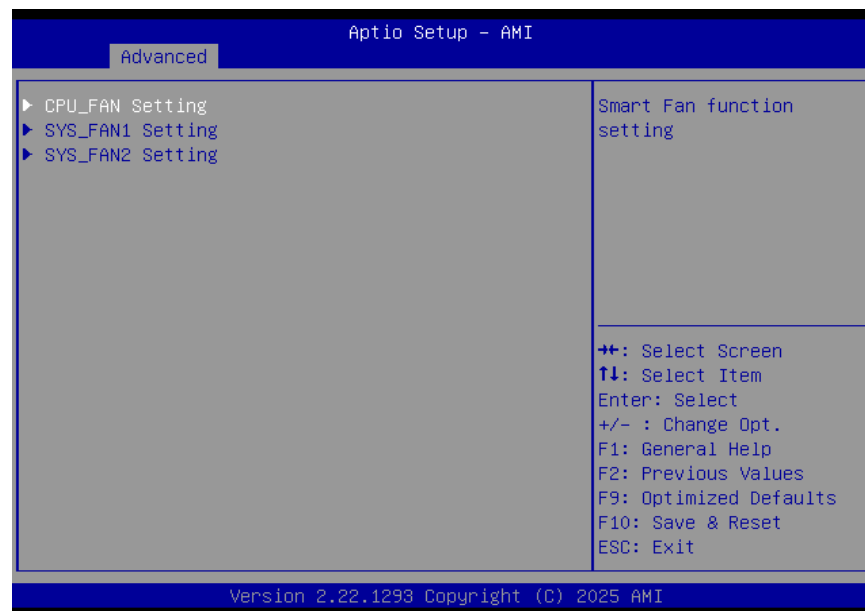 Aptio Setup – AMI
Advanced
▶ CPU_FAN Setting
▶ SYS_FAN1 Setting
▶ SYS_FAN2 Setting
Smart Fan function
setting
→←: Select Screen
↑↓: Select Item
Enter: Select
+/- : Change Opt.
F1: General Help
F2: Previous Values
F9: Optimized Defaults
F10: Save & Reset
ESC: Exit
Version 2.22.1293 Copyright (C) 2025 AMI